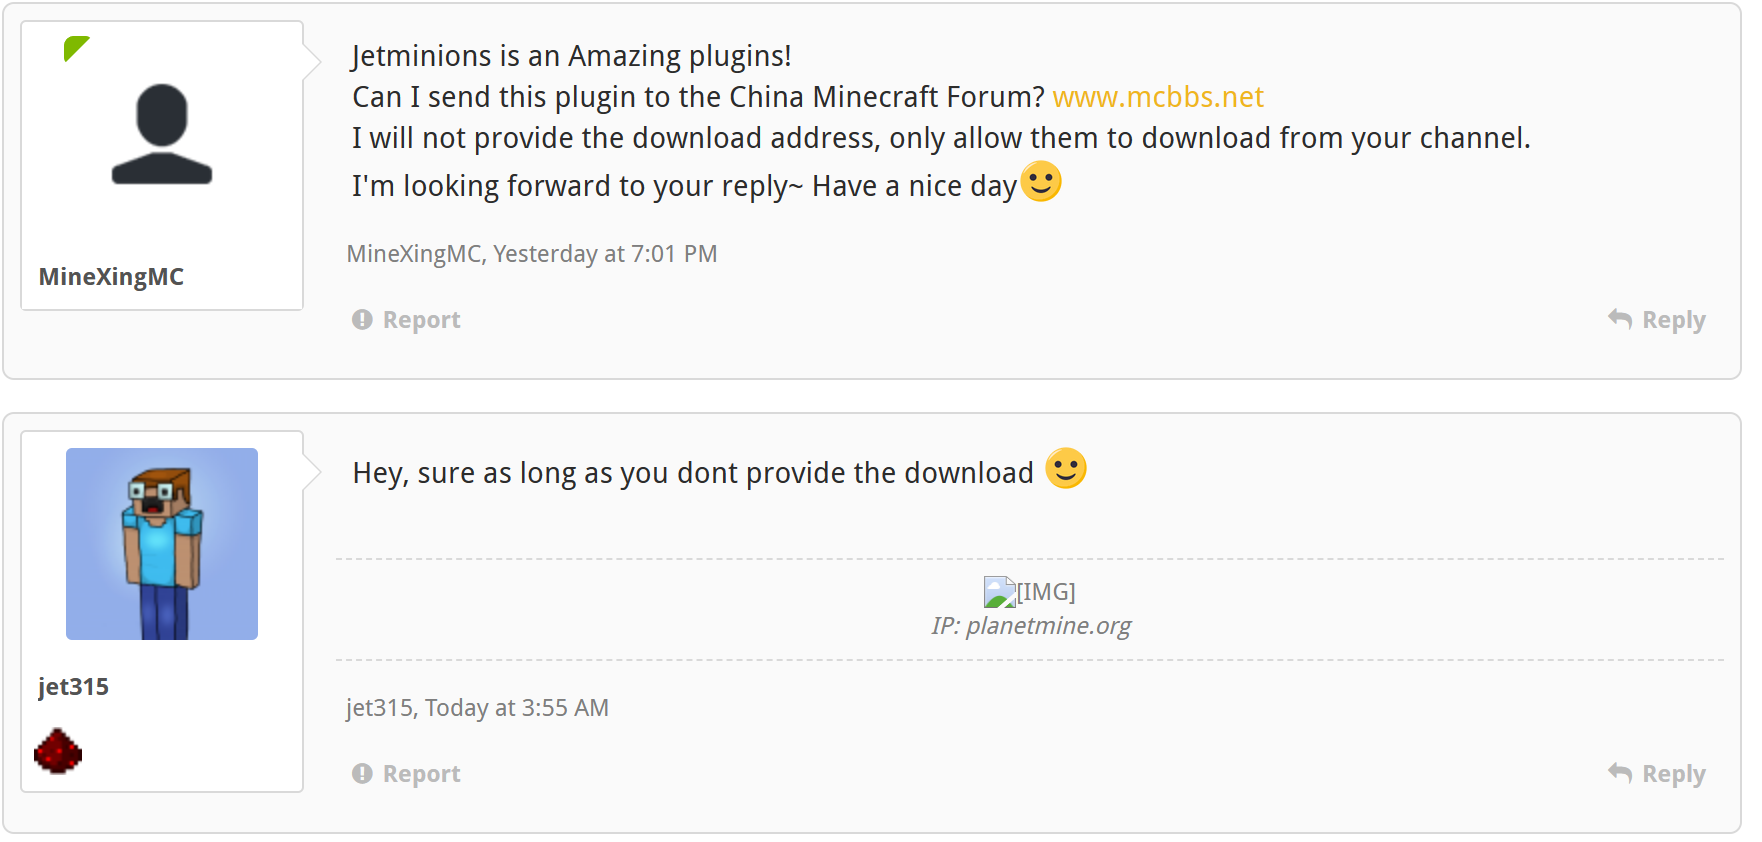 Jetminions is an Amazing plugins!
Can I send this plugin to the China Minecraft Forum? www.mcbbs.net
I will not provide the download address, only allow them to download from your channel.
I'm looking forward to your reply~ Have a nice day
MineXingMC
MineXingMC, Yesterday at 7:01 PM
Report
Reply
Hey, sure as long as you dont provide the download
[IMG]
IP: planetmine.org
jet315
jet315, Today at 3:55 AM
Report
Reply